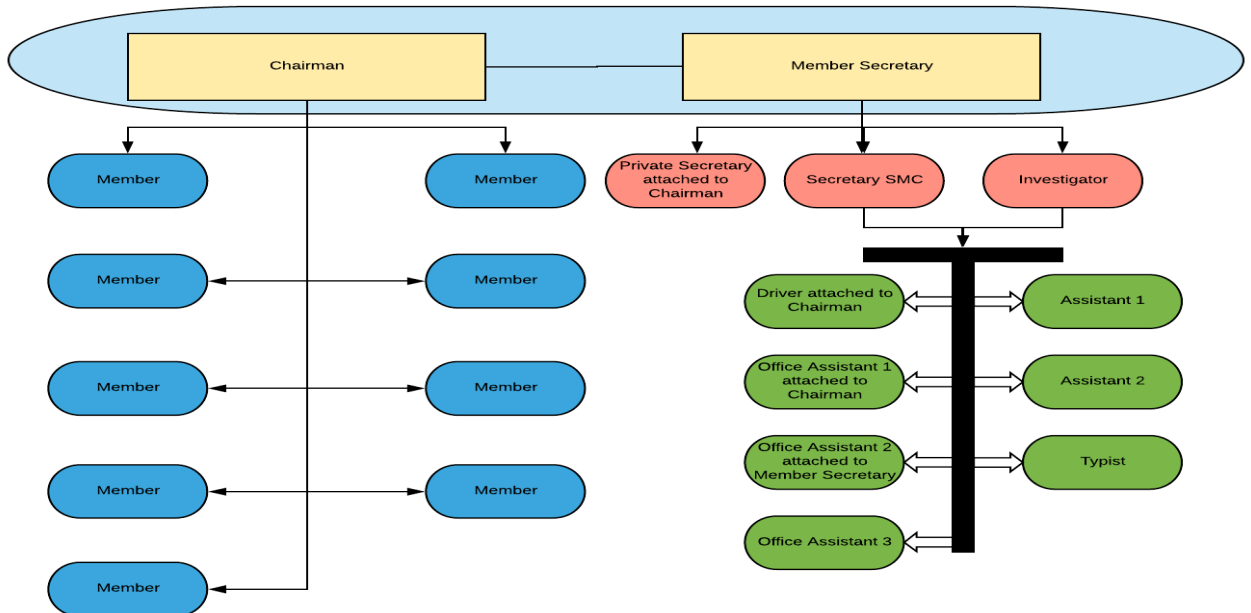 Chairman
Member Secretary
Member
Member
Private Secretary
attached to
Chairman
Secretary SMC
Investigator
Member
Member
Driver attached to
Chairman
Assistant 1
Member
Member
Office Assistant 1
attached to
Chairman
Assistant 2
Member
Member
Office Assistant 2
attached to
Member Secretary
Typist
Office Assistant 3
Member